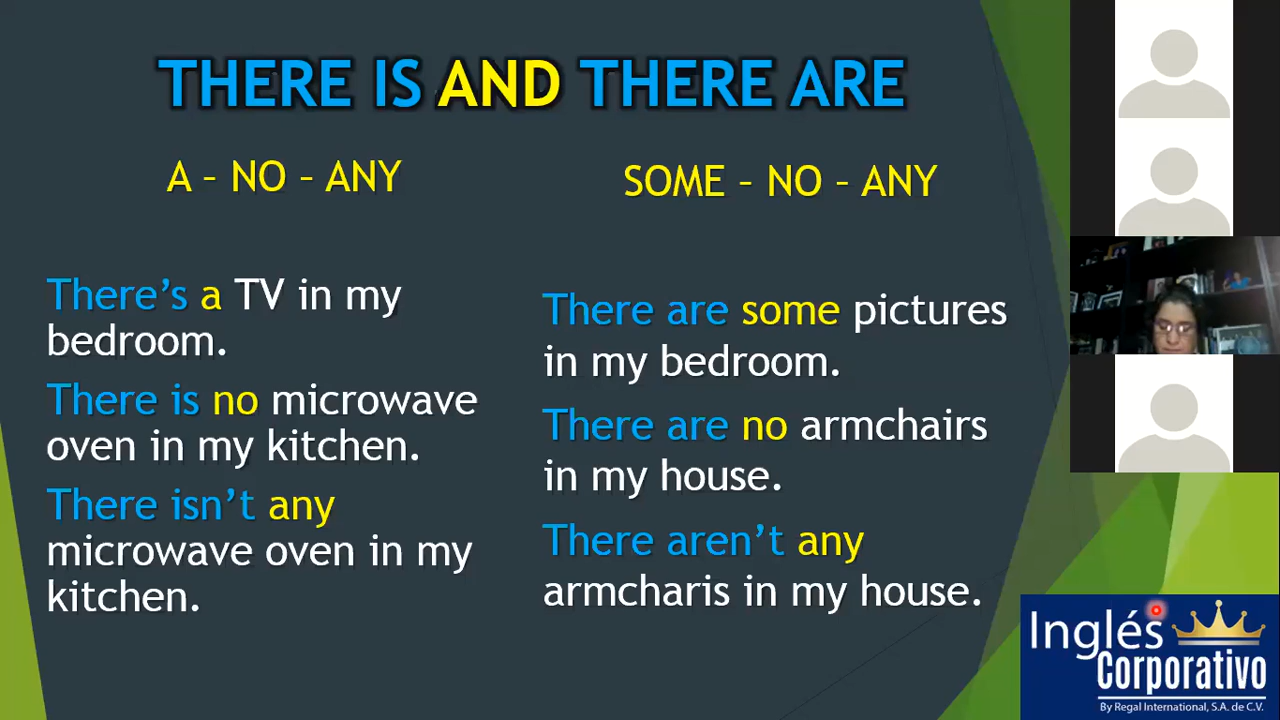 THERE IS AND THERE ARE
A – NO – ANY
There's a TV in my
bedroom.
There is no microwave
oven in my kitchen.
There isn't any
microwave oven in my
kitchen.
SOME – NO – ANY
There are some pictures
in my bedroom.
There are no armchairs
in my house.
There aren't any
armcharis in my house.
Inglés
Corporativo
By Regal International, S.A. de C.V.